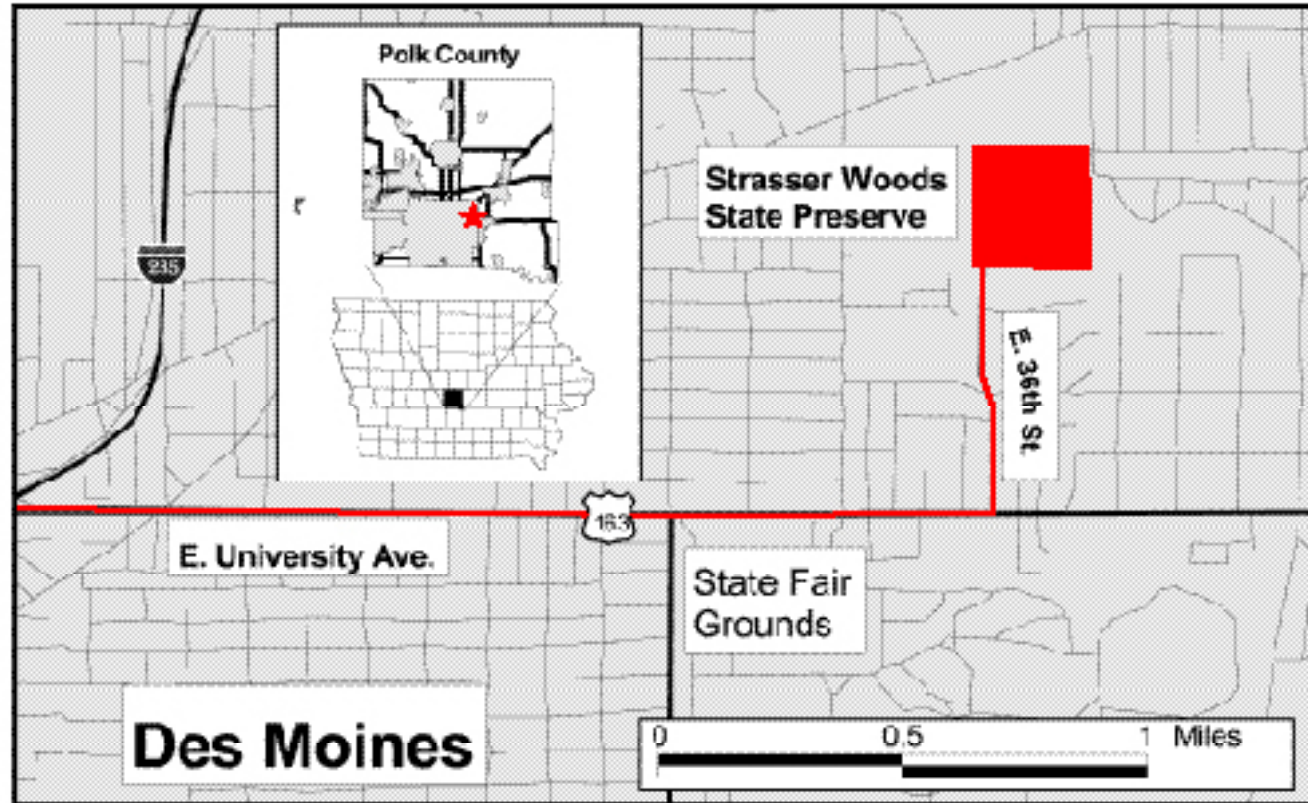 Polk County
Strasser Woods
State Preserve
235
E. 36th St.
163
E. University Ave.
State Fair
Grounds
Des Moines
0 0.5 1 Miles